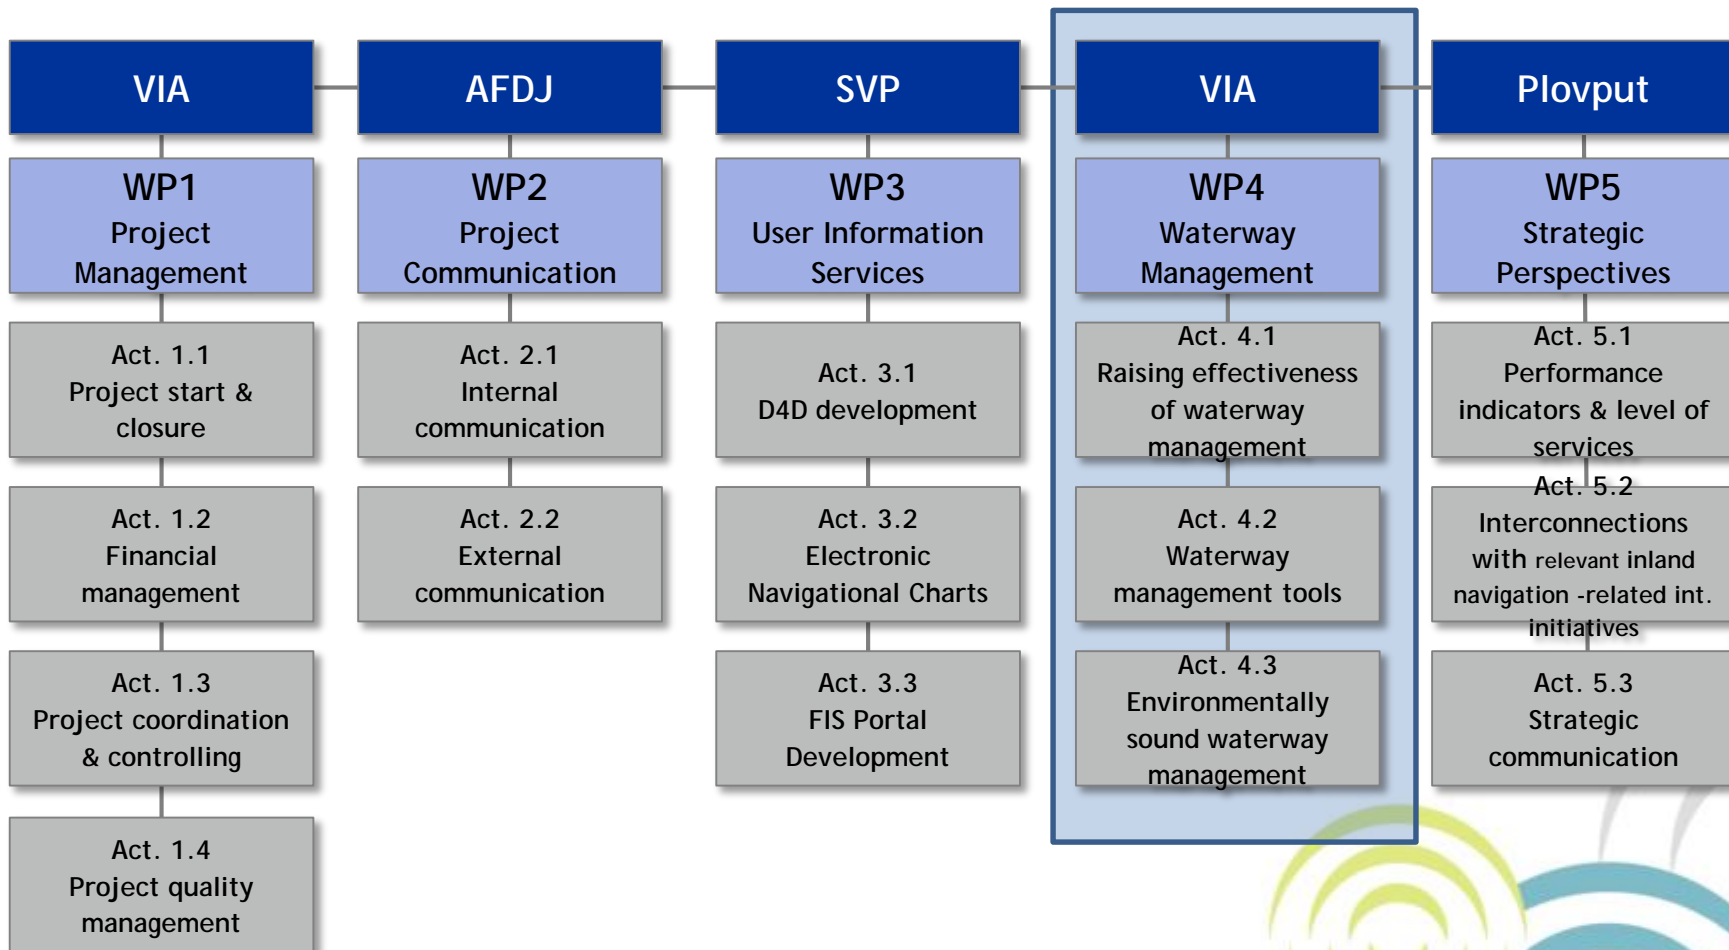 VIA
WP1
Project
Management
Act. 1.1
Project start &
closure
Act. 1.2
Financial
management
Act. 1.3
Project coordination
& controlling
Act. 1.4
Project quality
management
AFDJ
WP2
Project
Communication
Act. 2.1
Internal
communication
Act. 2.2
External
communication
SVP
WP3
User Information
Services
Act. 3.1
D4D development
Act. 3.2
Electronic
Navigational Charts
Act. 3.3
FIS Portal
Development
VIA
WP4
Waterway
Management
Act. 4.1
Raising effectiveness
of waterway
management
Act. 4.2
Waterway
management tools
Act. 4.3
Environmentally
sound waterway
management
Plovput
WP5
Strategic
Perspectives
Act. 5.1
Performance
indicators & level of
services
Act. 5.2
Interconnections
with relevant inland
navigation -related int.
initiatives
Act. 5.3
Strategic
communication